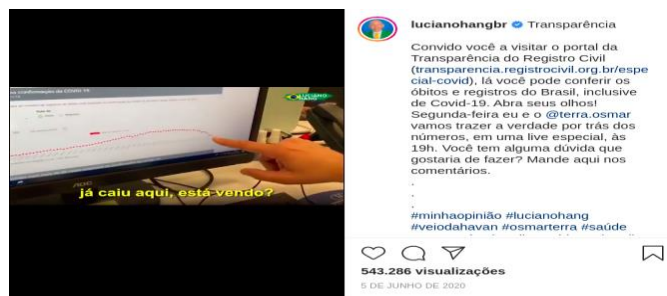 já caiu aqui, está vendo?
lucianohangbr Transparência
Convido você a visitar o portal da
Transparência do Registro Civil
(transparencia.registrocivil.org.br/espe
cial-covid), lá você pode conferir os
óbitos e registros do Brasil, inclusive
de Covid-19. Abra seus olhos!
Segunda-feira eu e o @terra.osmar
vamos trazer a verdade por trás dos
números, em uma live especial, às
19h. Você tem alguma dúvida que
gostaria de fazer? Mande aqui nos
comentários.
.
.
.
#minhaopinião #lucianohang
#veiodahavan #osmarterra #saúde
543.286 visualizações
5 DE JUNHO DE 2020